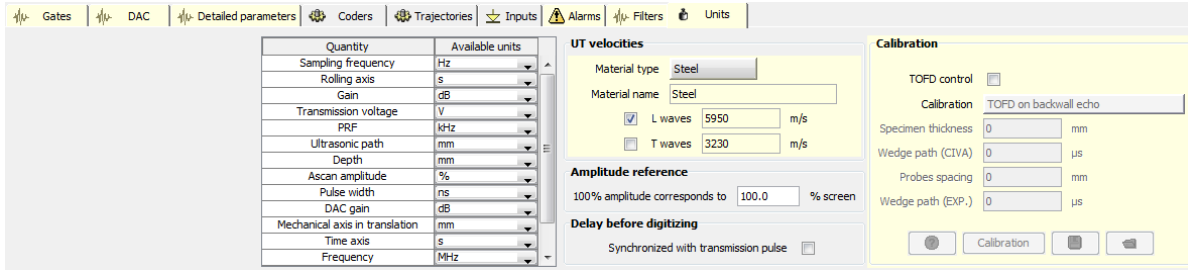 Gates DAC Detailed parameters Coders Trajectories Inputs Alarms Filters Units
Quantity Available units
Sampling frequency Hz
Rolling axis s
Gain dB
Transmission voltage V
PRF kHz
Ultrasonic path mm
Depth mm
Ascan amplitude %
Pulse width ns
DAC gain dB
Mechanical axis in translation mm
Time axis s
Frequency MHz
UT velocities
Material type Steel
Material name Steel
L waves 5950 m/s
T waves 3230 m/s
Amplitude reference
100% amplitude corresponds to 100.0 % screen
Delay before digitizing
Synchronized with transmission pulse
Calibration
TOFD control
Calibration TOFD on backwall echo
Specimen thickness 0 mm
Wedge path (CIVA) 0 µs
Probes spacing 0 mm
Wedge path (EXP.) 0 µs
Calibration